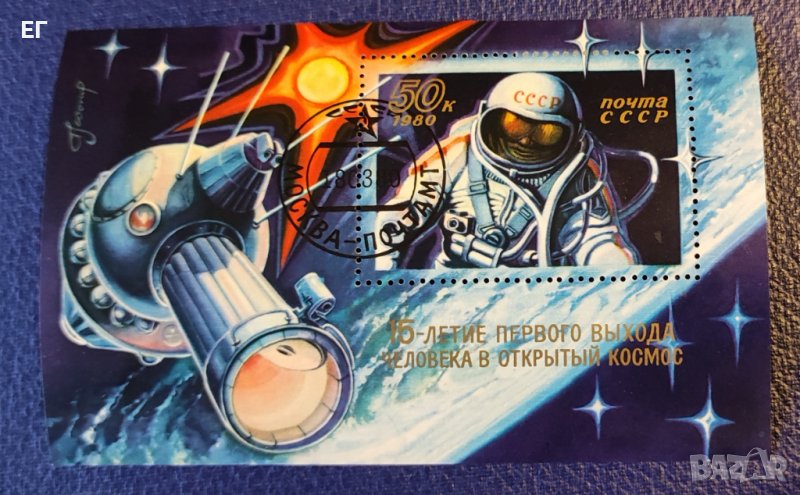 ЕГ
50к
1980
СССР
почта
СССР
МОСКВА-ПОЧТАМТ
15-ЛЕТИЕ ПЕРВОГО ВЫХОДА
ЧЕЛОВЕКА В ОТКРЫТЫЙ КОСМОС
BAZAR